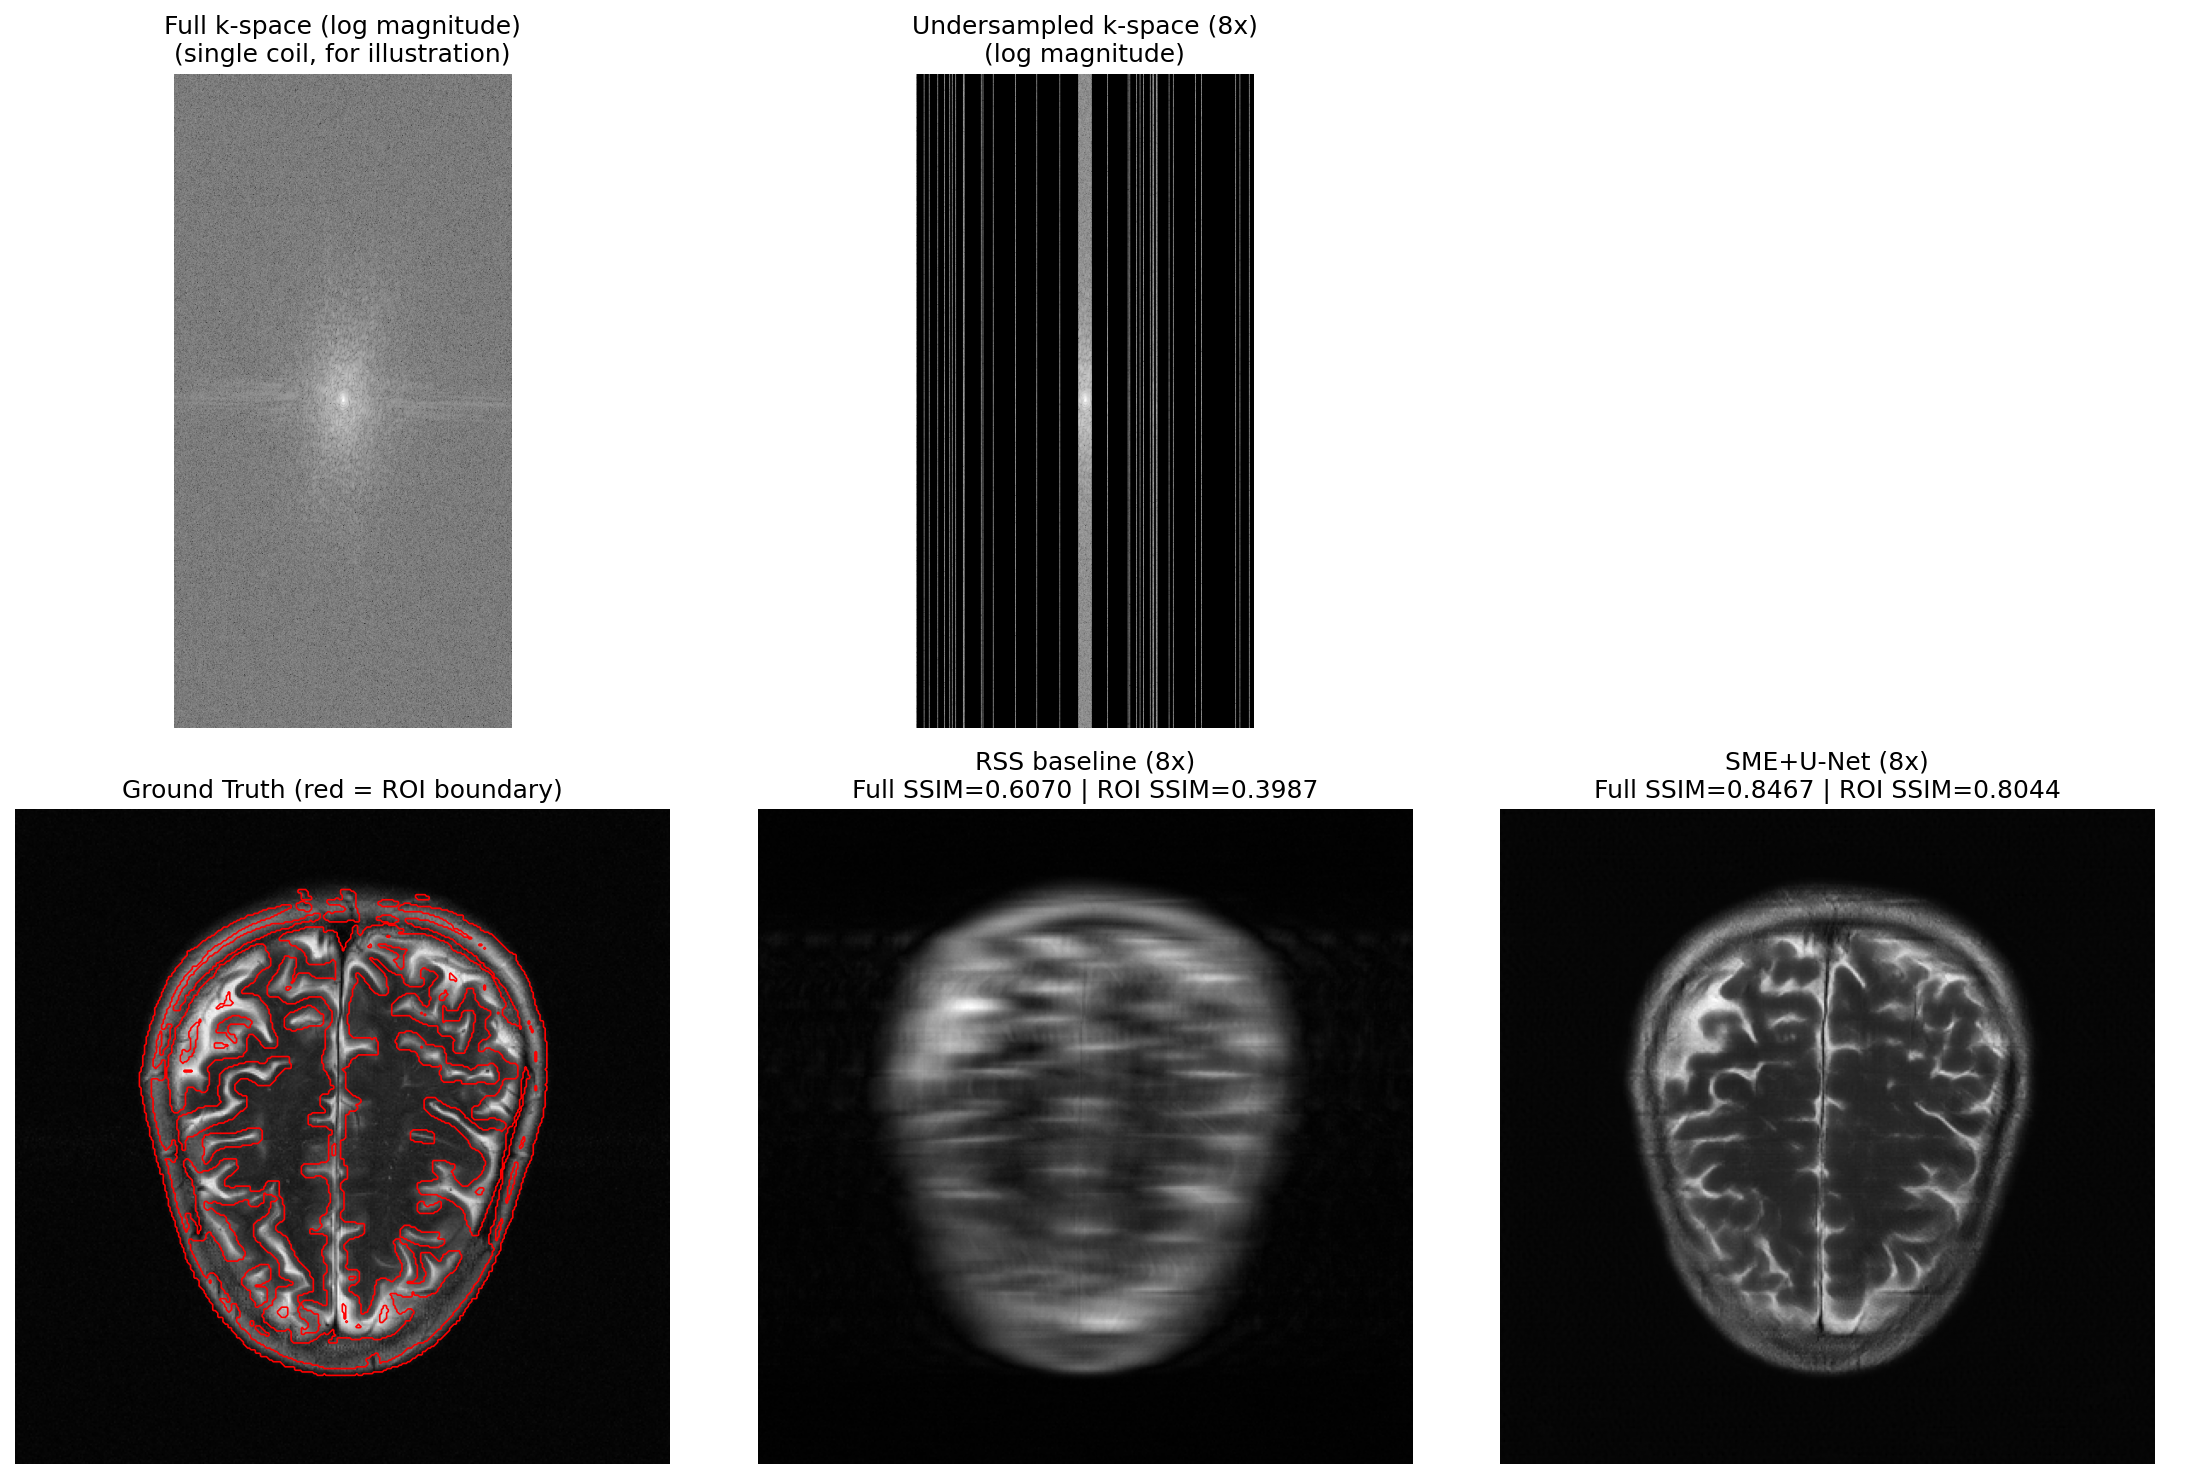 Full k-space (log magnitude)
(single coil, for illustration)
Undersampled k-space (8x)
(log magnitude)
Ground Truth (red = ROI boundary)
RSS baseline (8x)
Full SSIM=0.6070 | ROI SSIM=0.3987
SME+U-Net (8x)
Full SSIM=0.8467 | ROI SSIM=0.8044